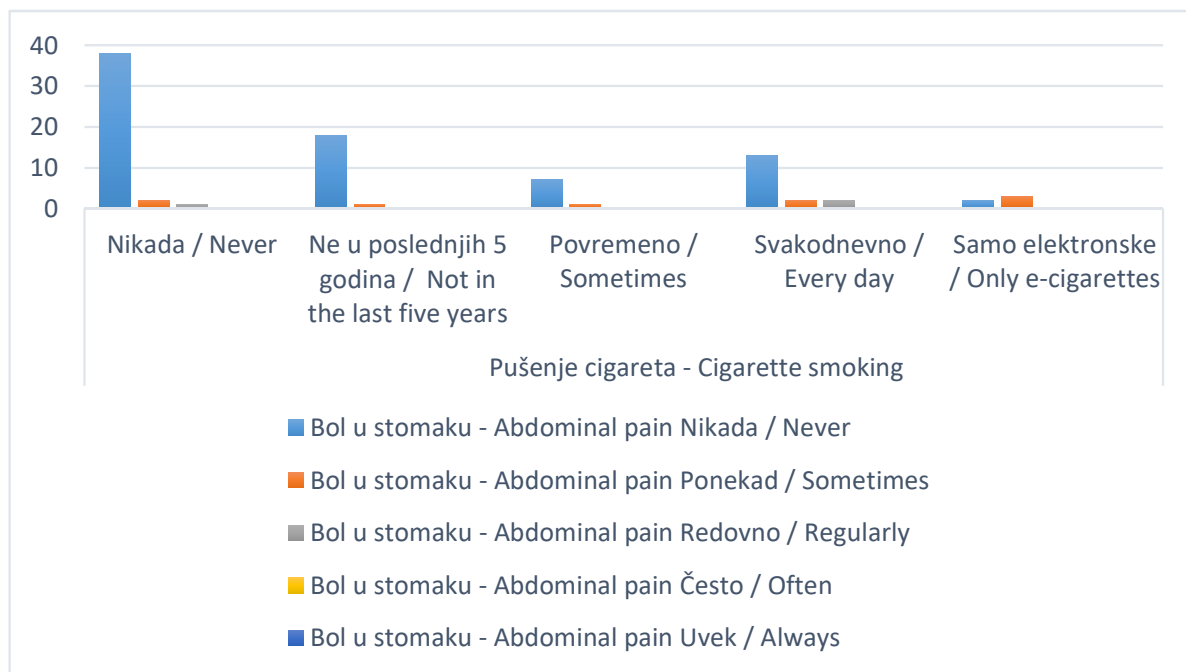 40
30
20
10
0
Nikada / Never
Ne u poslednjih 5
godina / Not in
the last five years
Povremeno /
Sometimes
Svakodnevno /
Every day
Samo elektronske
/ Only e-cigarettes
Pušenje cigareta - Cigarette smoking
Bol u stomaku - Abdominal pain Nikada / Never
Bol u stomaku - Abdominal pain Ponekad / Sometimes
Bol u stomaku - Abdominal pain Redovno / Regularly
Bol u stomaku - Abdominal pain Često / Often
Bol u stomaku - Abdominal pain Uvek / Always